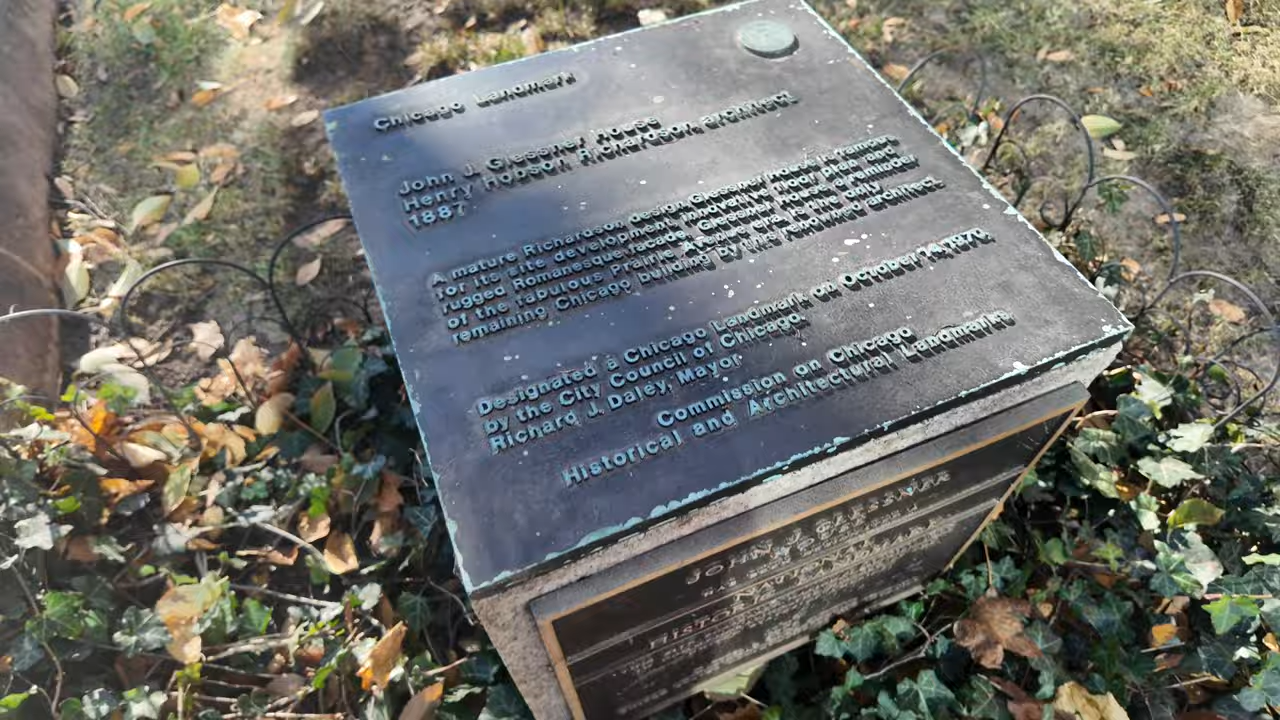 Chicago Landmark
John J. Glessner House
Henry Hobson Richardson, architect
1887
A mature Richardson design, Glessner House is famous
for its site development, innovative floor plan and
rugged Romanesque facade. Glessner House, a reminder
of the fabulous Prairie Avenue era, is the only
remaining Chicago building by this renowned architect.
Designated a Chicago Landmark on October 14, 1970,
by the City Council of Chicago
Richard J. Daley, Mayor
Commission on Chicago
Historical and Architectural Landmarks
JOHN J. GLESSNER